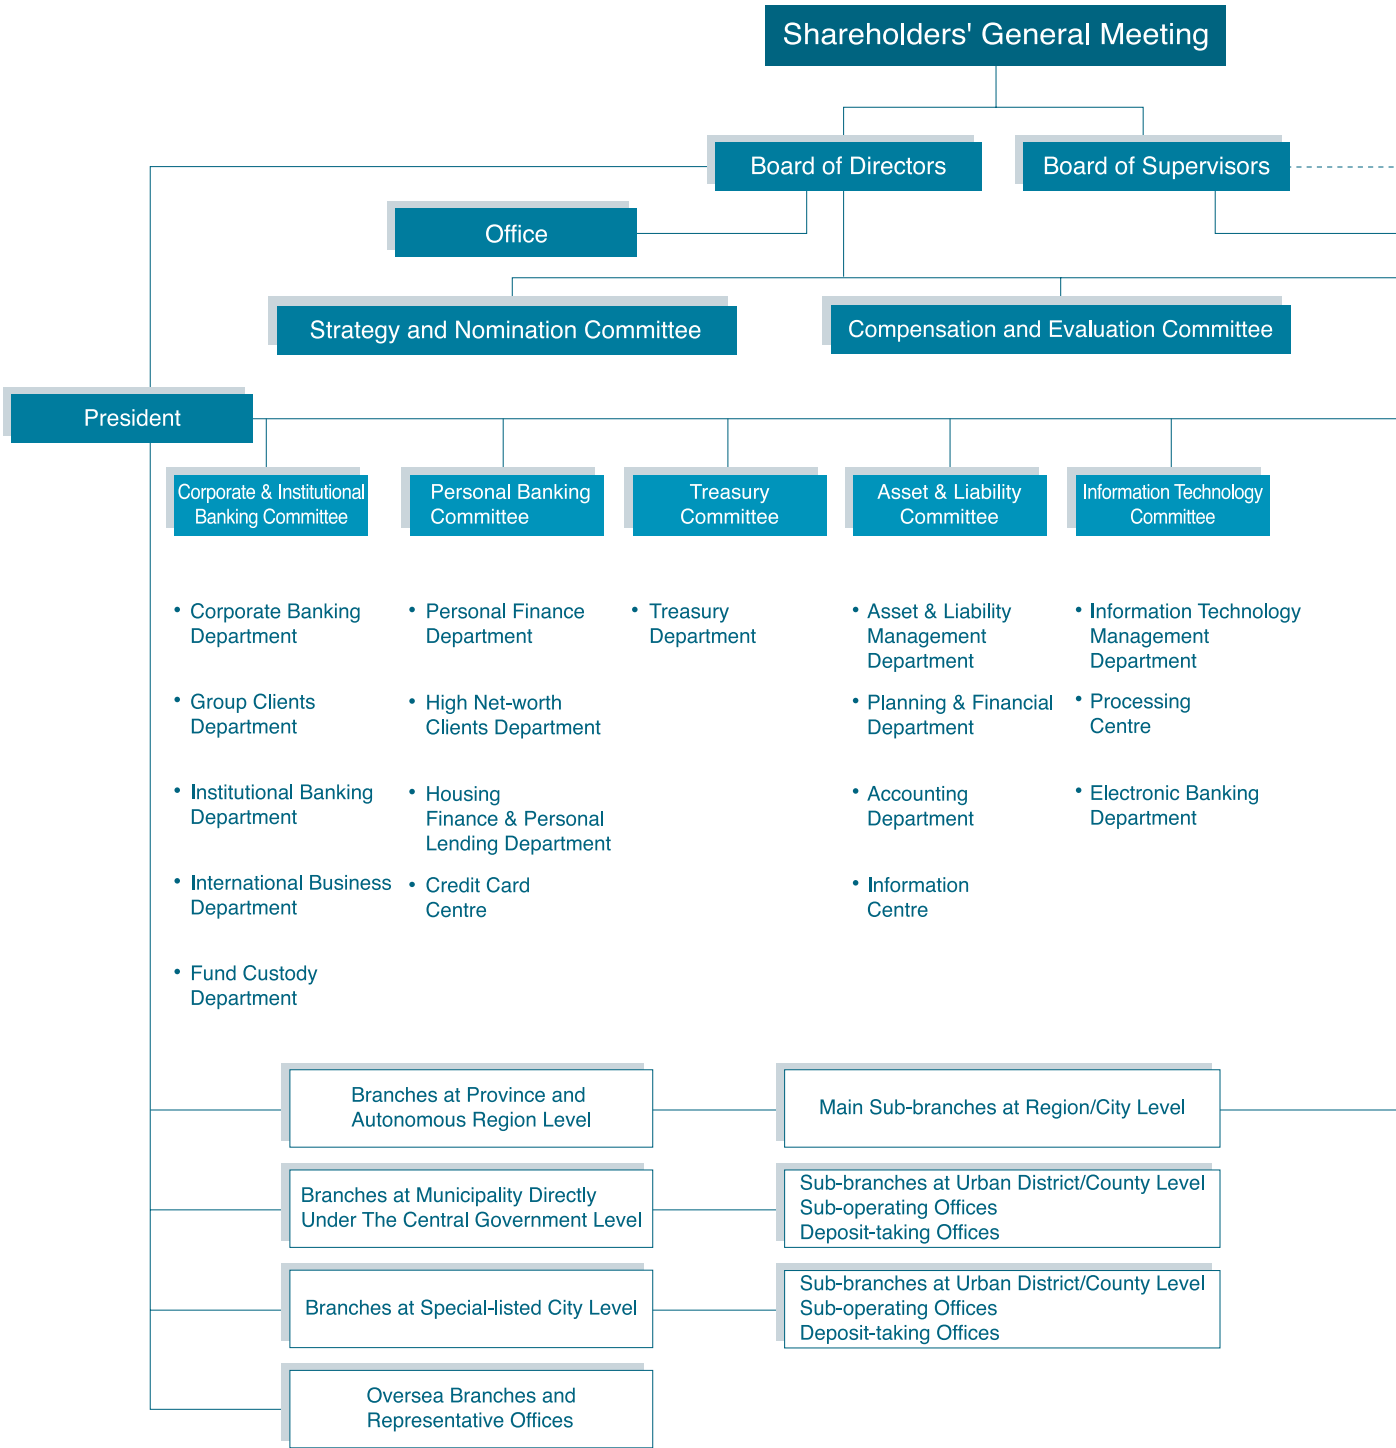 Shareholders' General Meeting
Board of Directors
Board of Supervisors
Office
Strategy and Nomination Committee
Compensation and Evaluation Committee
President
Corporate & Institutional
Banking Committee
Personal Banking
Committee
Treasury
Committee
Asset & Liability
Committee
Information Technology
Committee
• Corporate Banking
Department
• Group Clients
Department
• Institutional Banking
Department
• International Business
Department
• Fund Custody
Department
• Personal Finance
Department
• High Net-worth
Clients Department
• Housing
Finance & Personal
Lending Department
• Credit Card
Centre
• Treasury
Department
• Asset & Liability
Management
Department
• Planning & Financial
Department
• Accounting
Department
• Information
Centre
• Information Technology
Management
Department
• Processing
Centre
• Electronic Banking
Department
Branches at Province and
Autonomous Region Level
Main Sub-branches at Region/City Level
Branches at Municipality Directly
Under The Central Government Level
Sub-branches at Urban District/County Level
Sub-operating Offices
Deposit-taking Offices
Branches at Special-listed City Level
Sub-branches at Urban District/County Level
Sub-operating Offices
Deposit-taking Offices
Oversea Branches and
Representative Offices